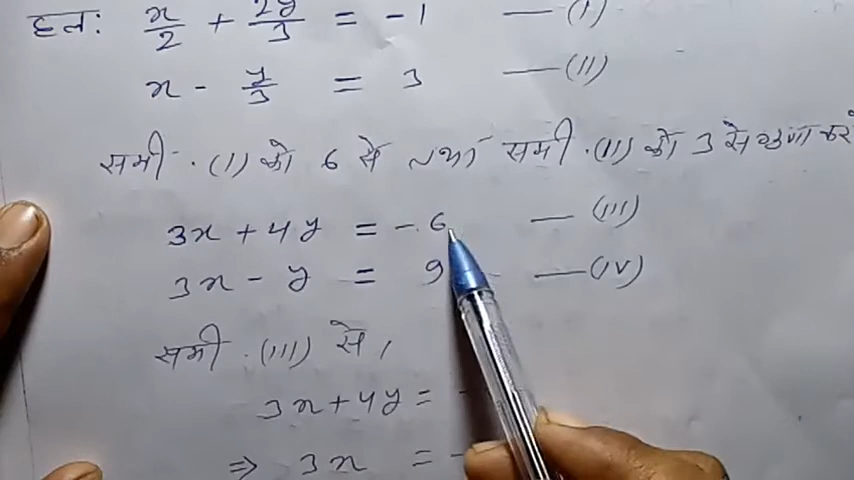 हल: x/2 + 2y/3 = -1 — (I)
x - y/3 = 3 — (II)
समी. (I) को 6 से तथा समी. (II) को 3 से गुणा करने
3x + 4y = -6 — (III)
3x - y = 9 — (IV)
समी. (III) से,
3x + 4y = -
⇒ 3x = -